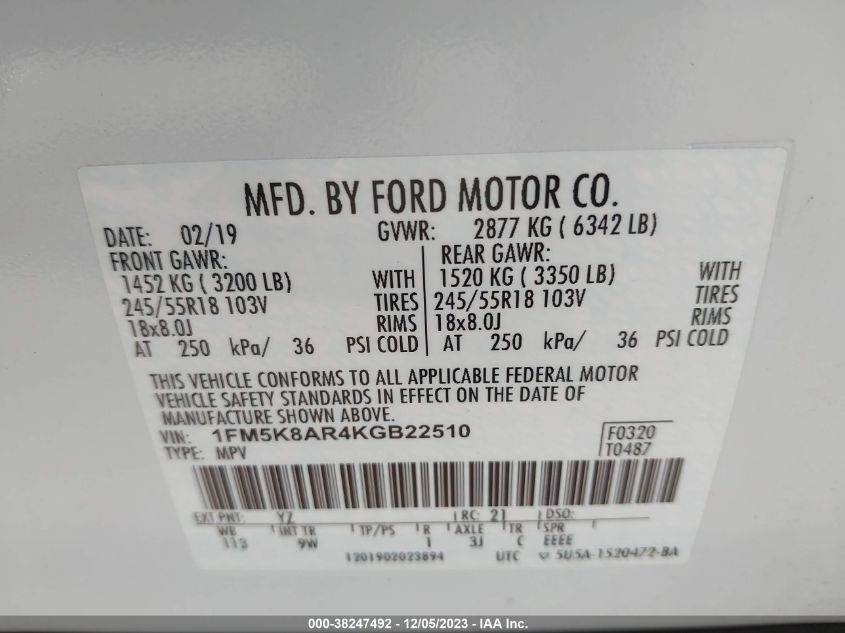 MFD. BY FORD MOTOR CO.
DATE: 02/19 GVWR: 2877 KG ( 6342 LB)
FRONT GAWR: REAR GAWR:
1452 KG ( 3200 LB) WITH 1520 KG ( 3350 LB) WITH
245/55R18 103V TIRES 245/55R18 103V TIRES
18x8.0J RIMS 18x8.0J RIMS
AT 250 kPa/ 36 PSI COLD AT 250 kPa/ 36 PSI COLD
THIS VEHICLE CONFORMS TO ALL APPLICABLE FEDERAL MOTOR
VEHICLE SAFETY STANDARDS IN EFFECT ON THE DATE OF
MANUFACTURE SHOWN ABOVE.
VIN: 1FM5K8AR4KGB22510 F0320
TYPE: MPV T0487
EXT PNT: YZ RC: 21 DSO:
WB INT TR TP/PS R AXLE TR SPR
113 9W 1 3J C EEEE
1201902023894 UTC 5U5A-1520472-BA
000-38247492 - 12/05/2023 - IAA Inc.